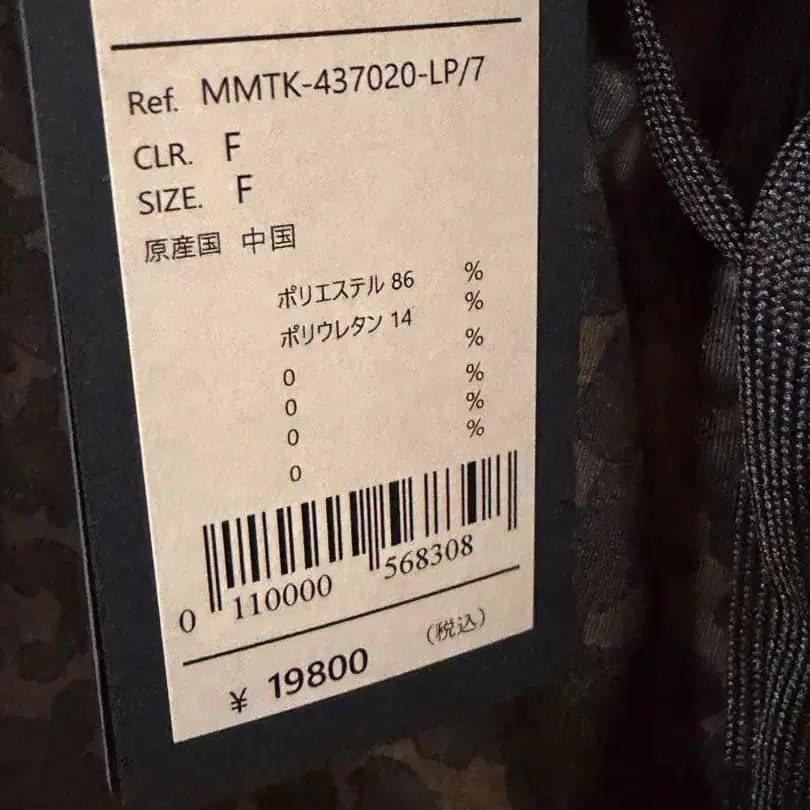 Ref. MMTK-437020-LP/7
CLR. F
SIZE. F
原産国 中国
ポリエステル 86 %
ポリウレタン 14 %
0 %
0 %
0 %
0 %
0 110000 568308
¥ 19800 (税込)